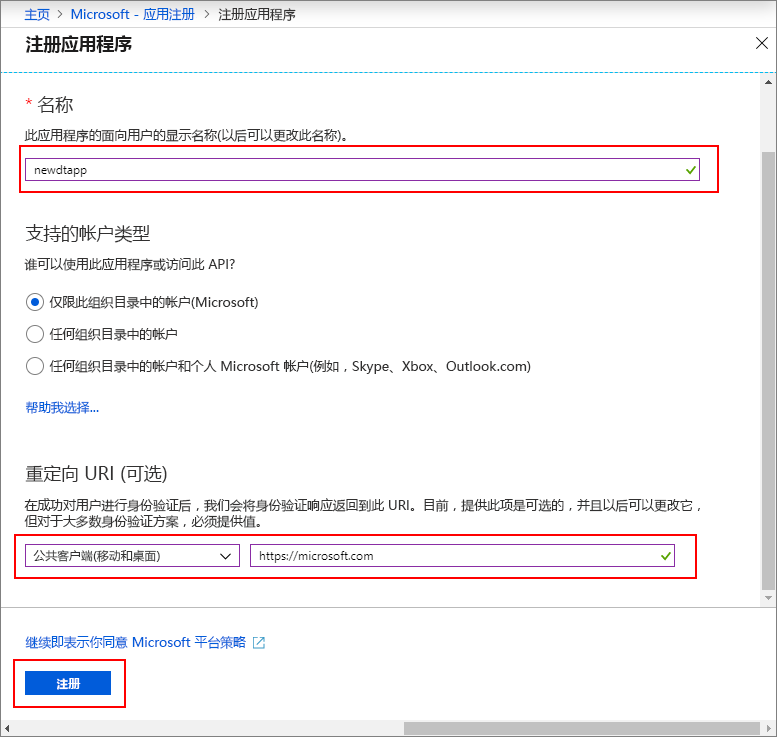 主页 > Microsoft - 应用注册 > 注册应用程序
注册应用程序
* 名称
此应用程序的面向用户的显示名称(以后可以更改此名称)。
newdtapp
支持的帐户类型
谁可以使用此应用程序或访问此 API?
仅限此组织目录中的帐户(Microsoft)
任何组织目录中的帐户
任何组织目录中的帐户和个人 Microsoft 帐户(例如，Skype、Xbox、Outlook.com)
帮助我选择...
重定向 URI (可选)
在成功对用户进行身份验证后，我们会将身份验证响应返回到此 URI。目前，提供此项是可选的，并且以后可以更改它，
但对于大多数身份验证方案，必须提供值。
公共客户端(移动和桌面) https://microsoft.com
继续即表示你同意 Microsoft 平台策略
注册